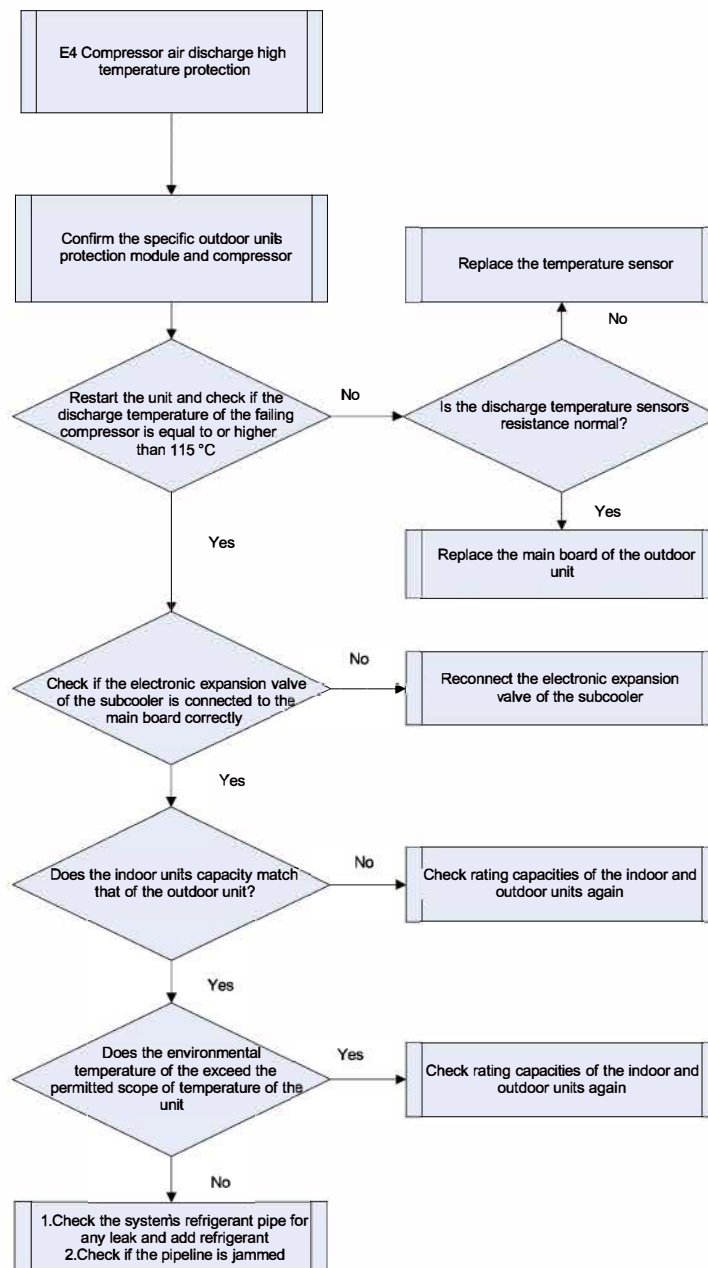 E4 Compressor air discharge high
temperature protection
Confirm the specific outdoor units
protection module and compressor
Replace the temperature sensor
No
Restart the unit and check if the
discharge temperature of the failing
compressor is equal to or higher
than 115 °C
No
Is the discharge temperature sensors
resistance normal?
Yes
Yes
Replace the main board of the outdoor
unit
Check if the electronic expansion valve
of the subcooler is connected to the
main board correctly
No
Reconnect the electronic expansion
valve of the subcooler
Yes
Does the indoor units capacity match
that of the outdoor unit?
No
Check rating capacities of the indoor and
outdoor units again
Yes
Does the environmental
temperature of the exceed the
permitted scope of temperature of the
unit
Yes
Check rating capacities of the indoor and
outdoor units again
No
1.Check the systems refrigerant pipe for
any leak and add refrigerant
2.Check if the pipeline is jammed